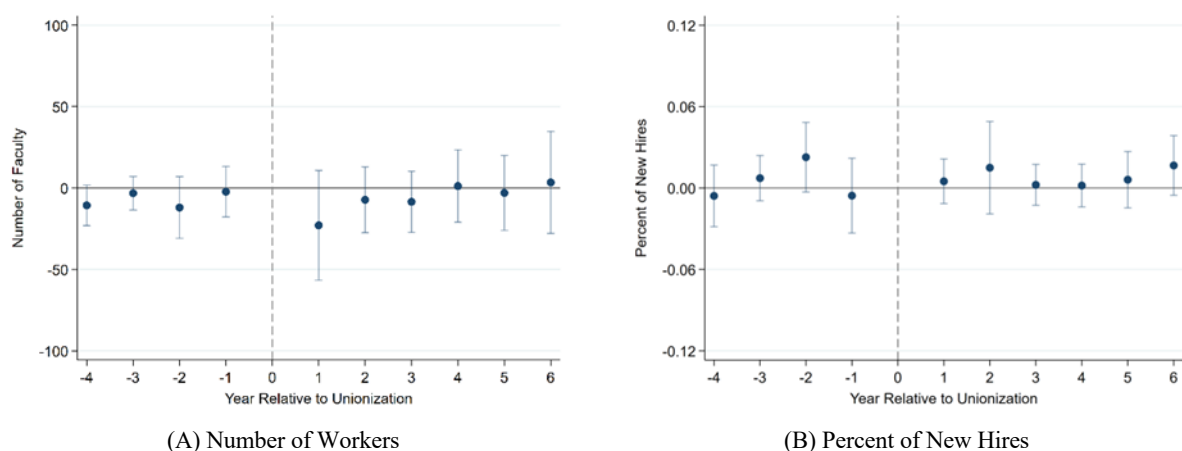 100
50
0
-50
-100
Number of Faculty
-4 -3 -2 -1 0 1 2 3 4 5 6
Year Relative to Unionization
(A) Number of Workers
0.12
0.06
0.00
-0.06
-0.12
Percent of New Hires
-4 -3 -2 -1 0 1 2 3 4 5 6
Year Relative to Unionization
(B) Percent of New Hires